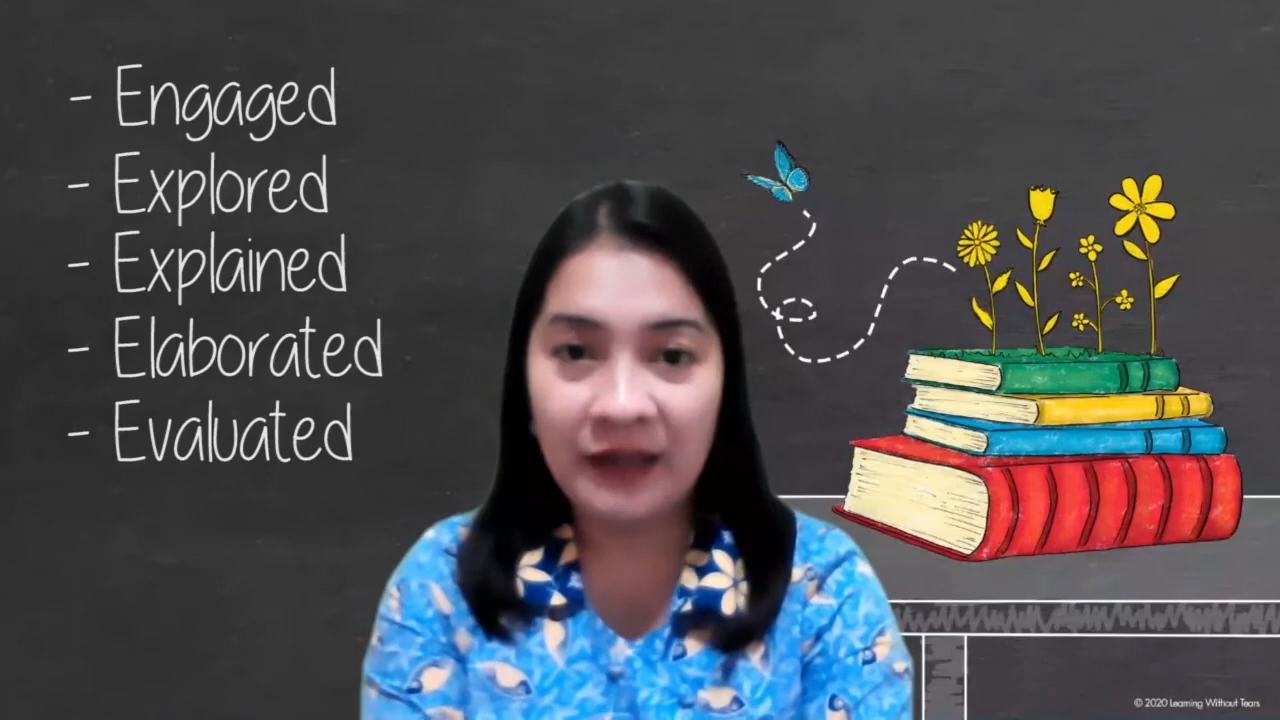 - Engaged
- Explored
- Explained
- Elaborated
- Evaluated
© 2020 Learning Without Tears